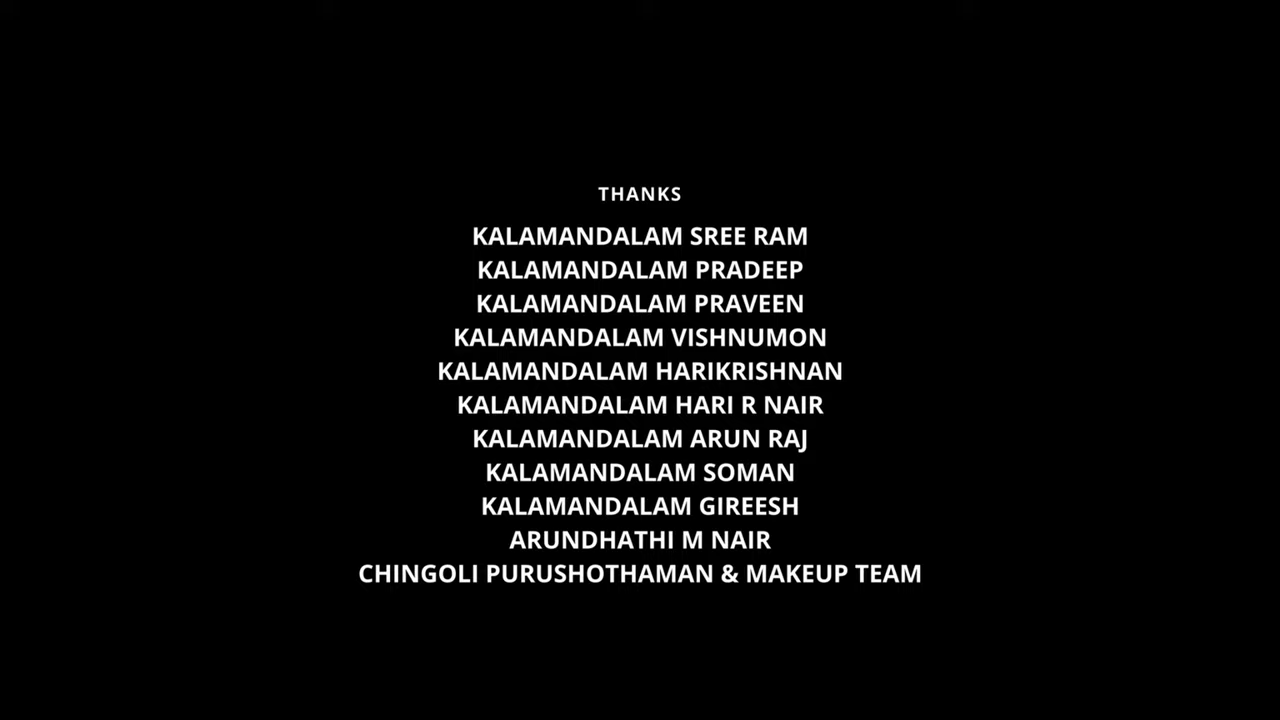 THANKS
KALAMANDALAM SREE RAM
KALAMANDALAM PRADEEP
KALAMANDALAM PRAVEEN
KALAMANDALAM VISHNUMON
KALAMANDALAM HARIKRISHNAN
KALAMANDALAM HARI R NAIR
KALAMANDALAM ARUN RAJ
KALAMANDALAM SOMAN
KALAMANDALAM GIREESH
ARUNDHATHI M NAIR
CHINGOLI PURUSHOTHAMAN & MAKEUP TEAM